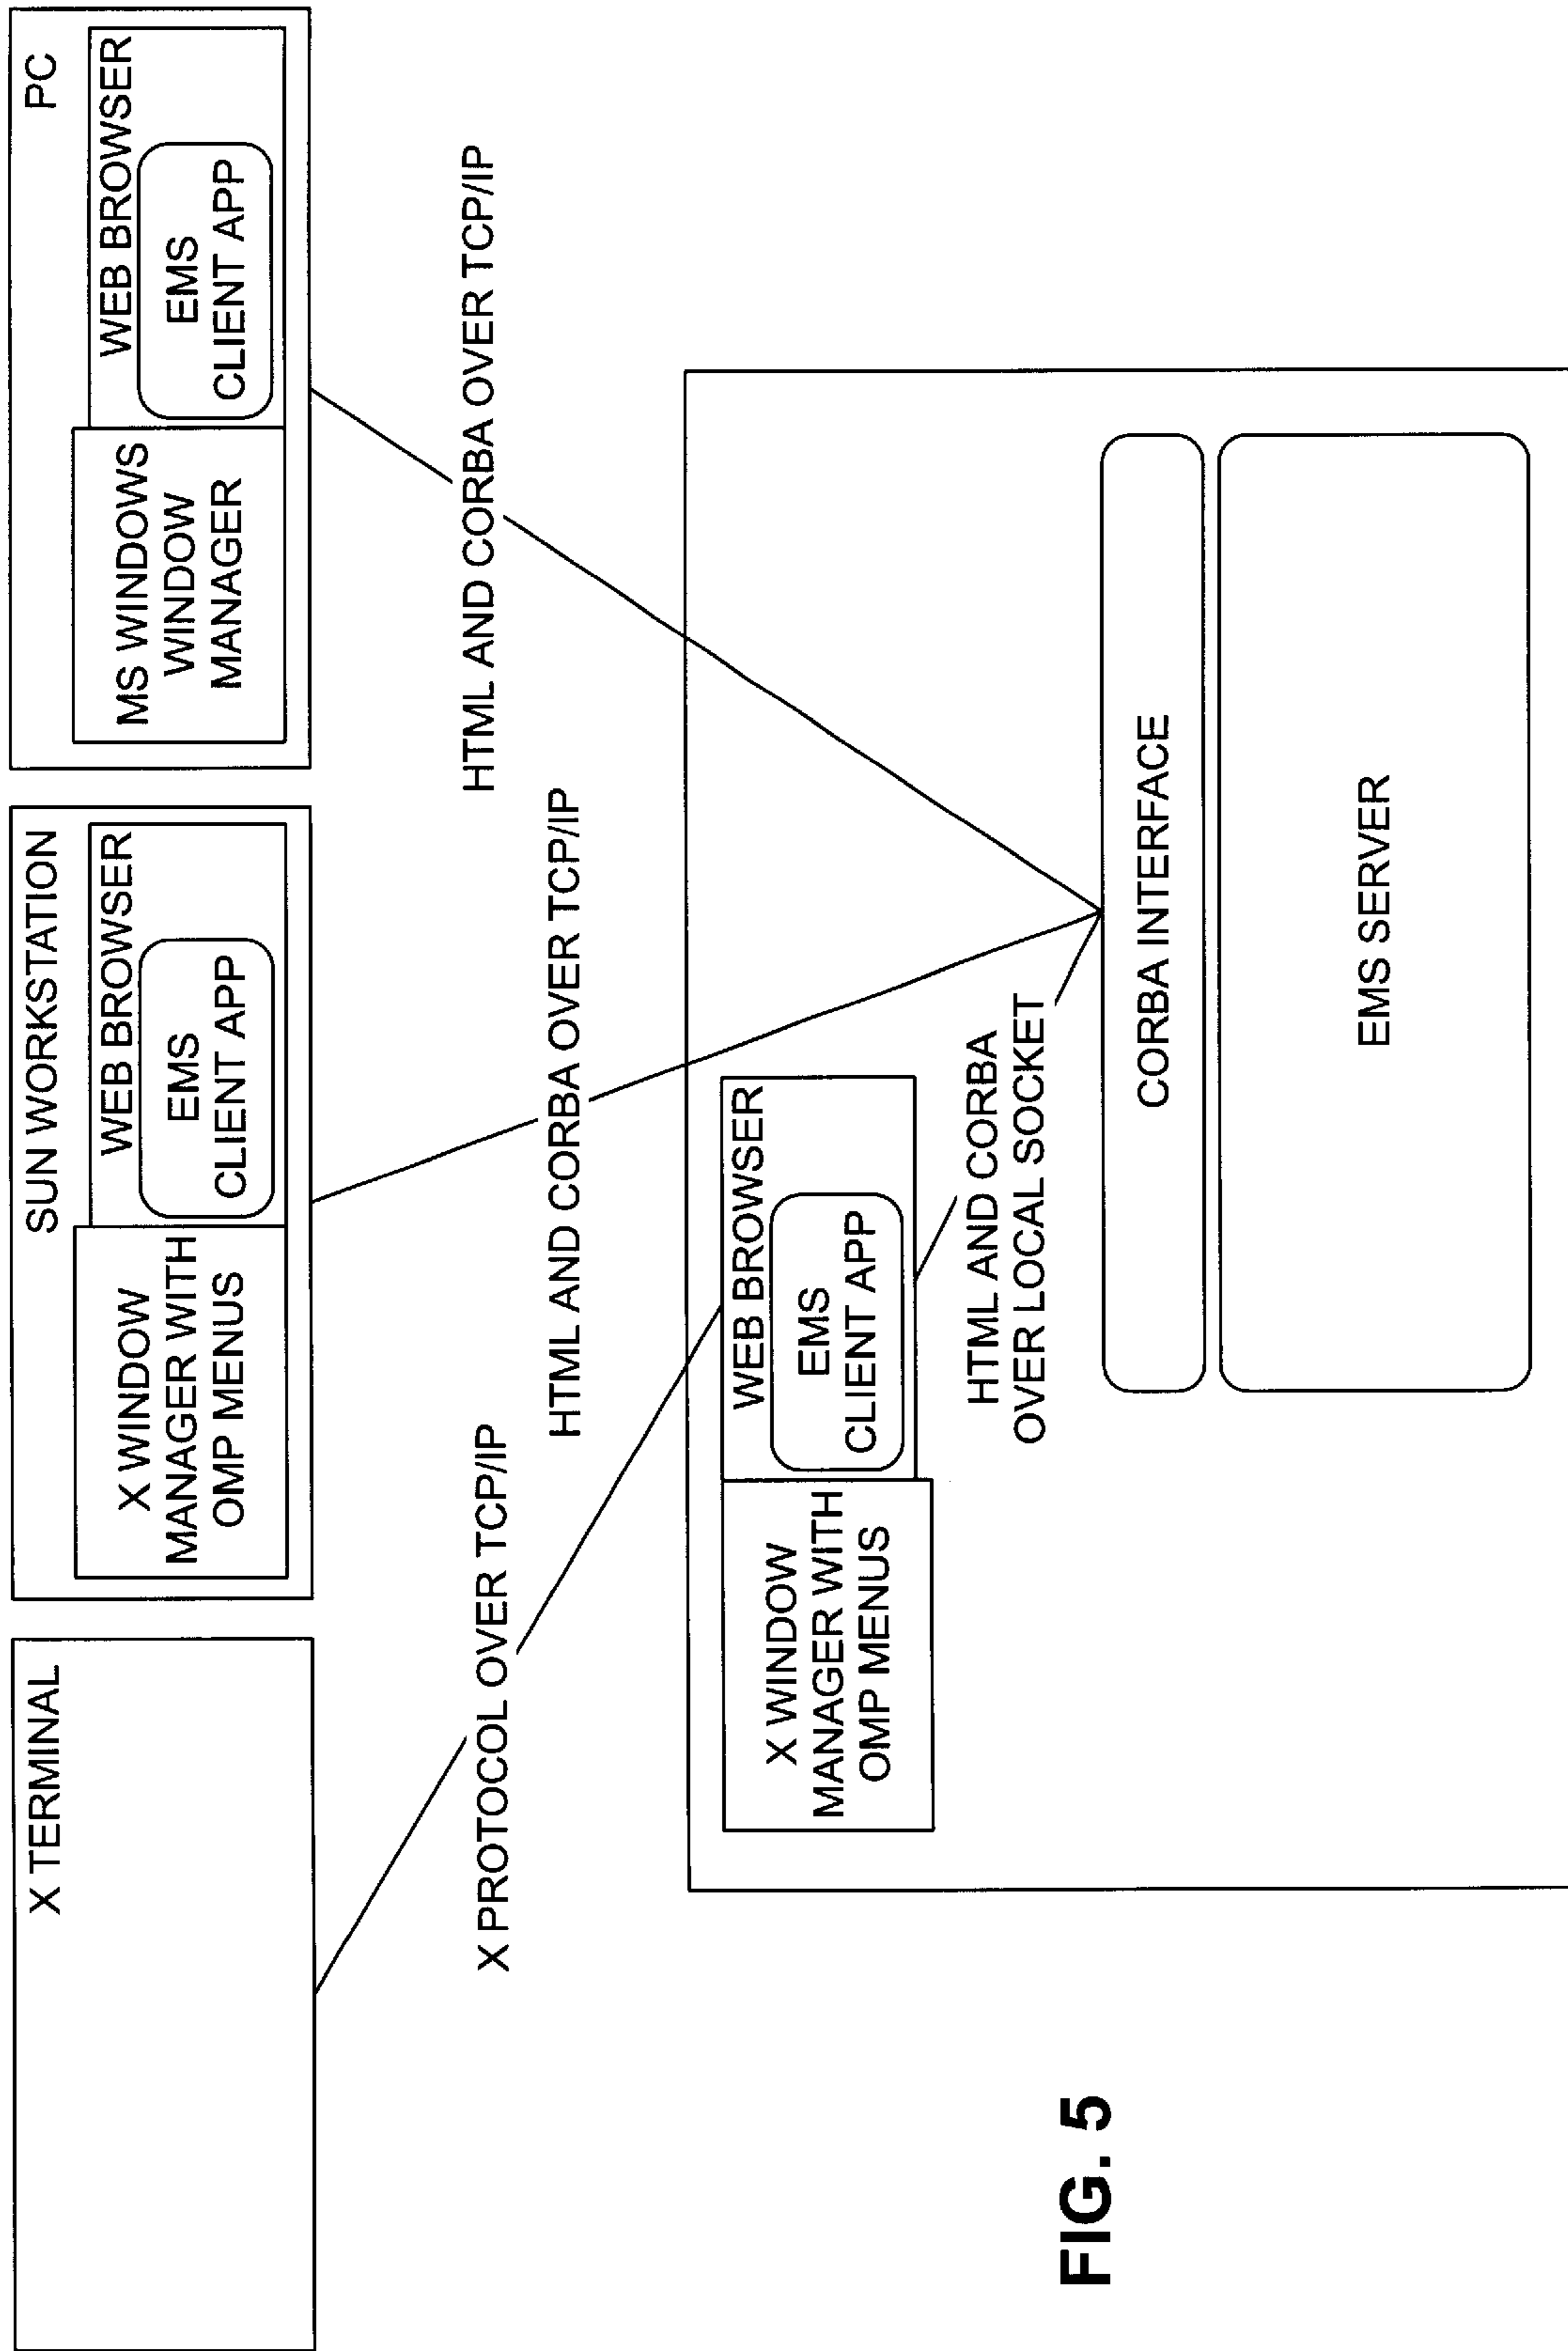 X TERMINAL
SUN WORKSTATION
X WINDOW
MANAGER WITH
OMP MENUS
WEB BROWSER
EMS
CLIENT APP
PC
MS WINDOWS
WINDOW
MANAGER
WEB BROWSER
EMS
CLIENT APP
X PROTOCOL OVER TCP/IP
HTML AND CORBA OVER TCP/IP
HTML AND CORBA OVER TCP/IP
X WINDOW
MANAGER WITH
OMP MENUS
WEB BROWSER
EMS
CLIENT APP
HTML AND CORBA
OVER LOCAL SOCKET
CORBA INTERFACE
EMS SERVER
FIG. 5